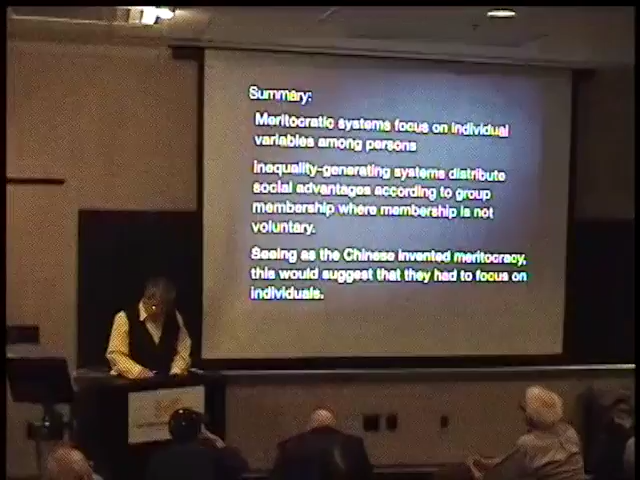 Summary:
Meritocratic systems focus on individual
variables among persons
Inequality-generating systems distribute
social advantages according to group
membership where membership is not
voluntary.
Seeing as the Chinese invented meritocracy,
this would suggest that they had to focus on
individuals.